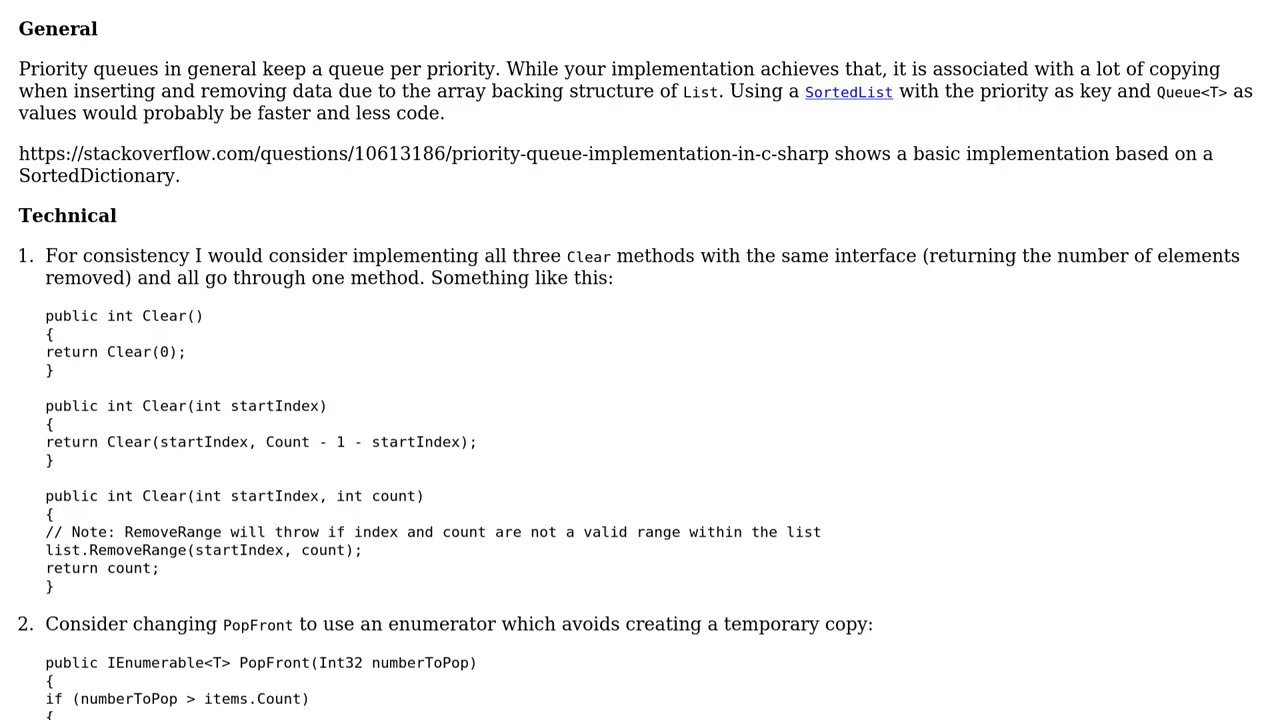 General
Priority queues in general keep a queue per priority. While your implementation achieves that, it is associated with a lot of copying
when inserting and removing data due to the array backing structure of List. Using a SortedList with the priority as key and Queue<T> as
values would probably be faster and less code.
https://stackoverflow.com/questions/10613186/priority-queue-implementation-in-c-sharp shows a basic implementation based on a
SortedDictionary.
Technical
1. For consistency I would consider implementing all three Clear methods with the same interface (returning the number of elements
removed) and all go through one method. Something like this:
public int Clear()
{
return Clear(0);
}
public int Clear(int startIndex)
{
return Clear(startIndex, Count - 1 - startIndex);
}
public int Clear(int startIndex, int count)
{
// Note: RemoveRange will throw if index and count are not a valid range within the list
list.RemoveRange(startIndex, count);
return count;
}
2. Consider changing PopFront to use an enumerator which avoids creating a temporary copy:
public IEnumerable<T> PopFront(Int32 numberToPop)
{
if (numberToPop > items.Count)
{